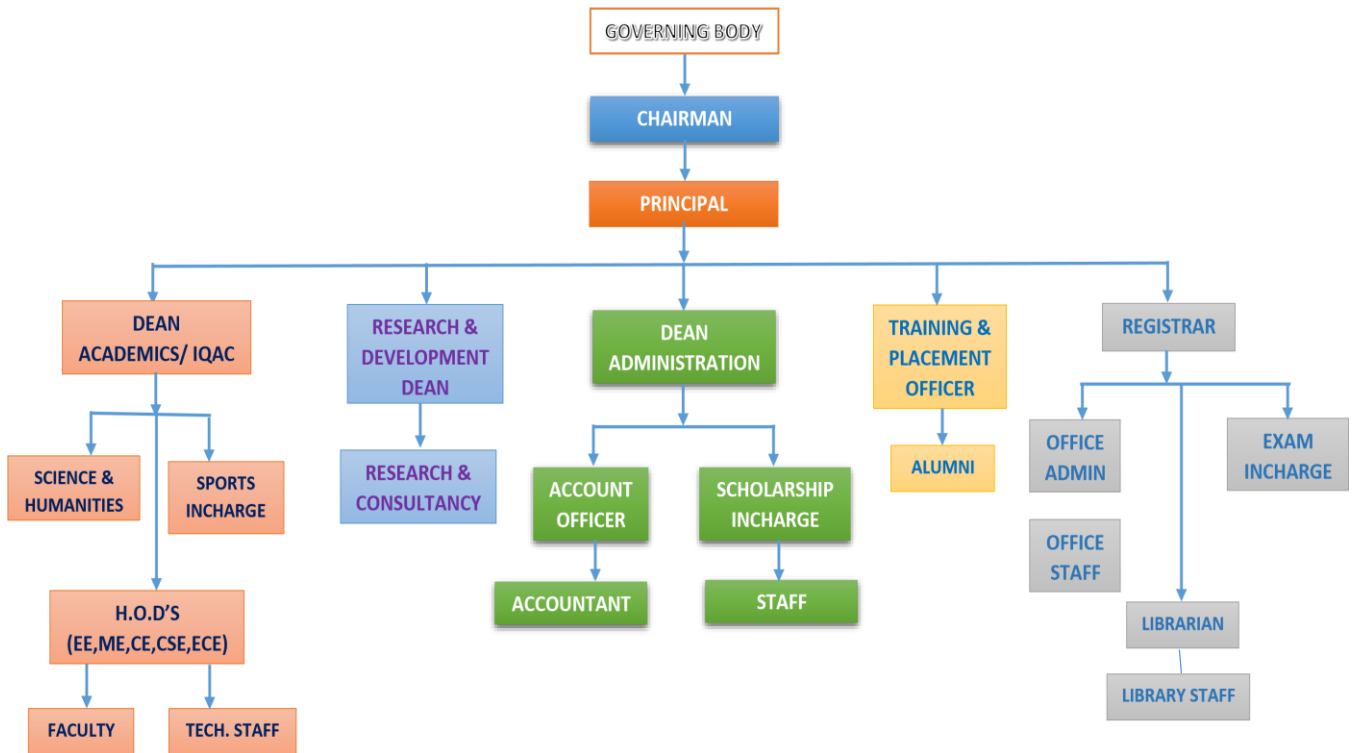 GOVERNING BODY
CHAIRMAN
PRINCIPAL
DEAN
ACADEMICS/ IQAC
RESEARCH &
DEVELOPMENT
DEAN
DEAN
ADMINISTRATION
TRAINING &
PLACEMENT
OFFICER
REGISTRAR
SCIENCE &
HUMANITIES
SPORTS
INCHARGE
RESEARCH &
CONSULTANCY
ACCOUNT
OFFICER
SCHOLARSHIP
INCHARGE
ALUMNI
OFFICE
ADMIN
EXAM
INCHARGE
OFFICE
STAFF
H.O.D’S
(EE,ME,CE,CSE,ECE)
ACCOUNTANT
STAFF
LIBRARIAN
LIBRARY STAFF
FACULTY
TECH. STAFF